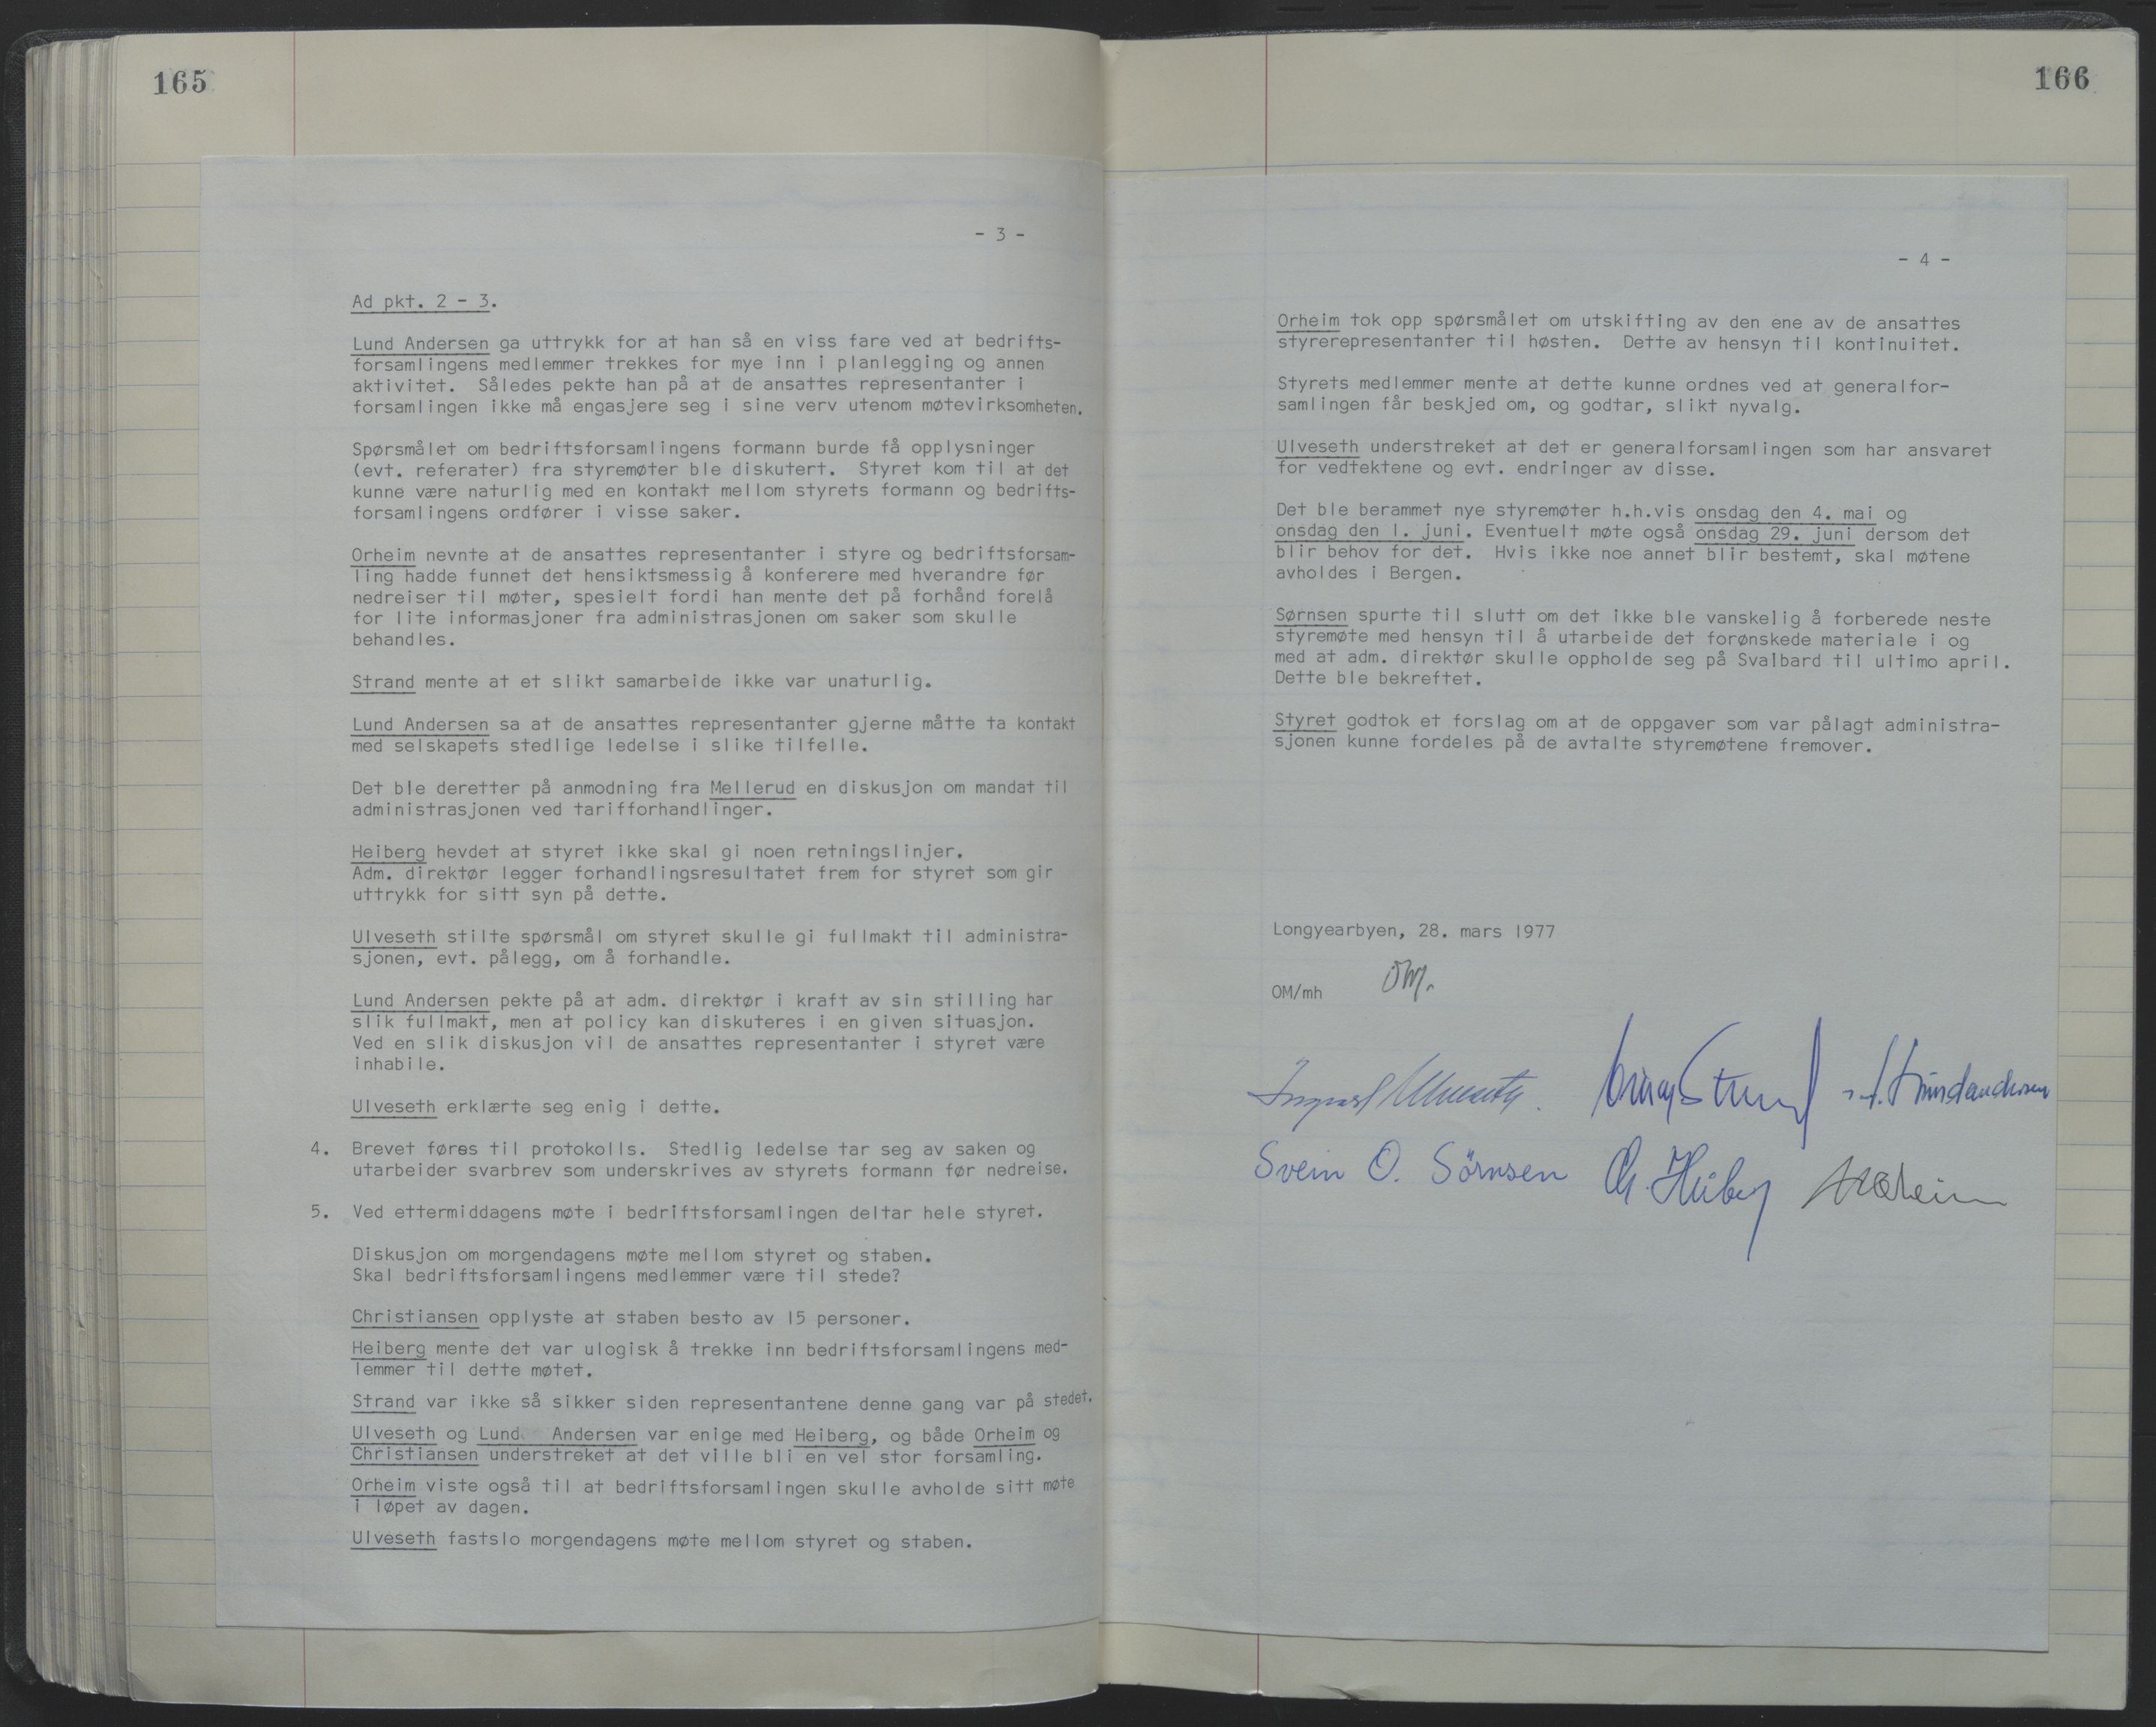 165
- 3 -
Ad pkt. 2 - 3.
Lund Andersen ga uttrykk for at han så en viss fare ved at bedrifts-
forsamlingens medlemmer trekkes for mye inn i planlegging og annen
aktivitet. Således pekte han på at de ansattes representanter i
forsamlingen ikke må engasjere seg i sine verv utenom møtevirksomheten.
Spørsmålet om bedriftsforsamlingens formann burde få opplysninger
(evt. referater) fra styremøter ble diskutert. Styret kom til at det
kunne være naturlig med en kontakt mellom styrets formann og bedrifts-
forsamlingens ordfører i visse saker.
Orheim nevnte at de ansattes representanter i styre og bedriftsforsam-
ling hadde funnet det hensiktsmessig å konferere med hverandre før
nedreiser til møter, spesielt fordi han mente det på forhånd forelå
for lite informasjoner fra administrasjonen om saker som skulle
behandles.
Strand mente at et slikt samarbeide ikke var unaturlig.
Lund Andersen sa at de ansattes representanter gjerne måtte ta kontakt
med selskapets stedlige ledelse i slike tilfelle.
Det ble deretter på anmodning fra Mellerud en diskusjon om mandat til
administrasjonen ved tarifforhandlinger.
Heiberg hevdet at styret ikke skal gi noen retningslinjer.
Adm. direktør legger forhandlingsresultatet frem for styret som gir
uttrykk for sitt syn på dette.
Ulveseth stilte spørsmål om styret skulle gi fullmakt til administra-
sjonen, evt. pålegg, om å forhandle.
Lund Andersen pekte på at adm. direktør i kraft av sin stilling har
slik fullmakt, men at policy kan diskuteres i en given situasjon.
Ved en slik diskusjon vil de ansattes representanter i styret være
inhabile.
Ulveseth erklærte seg enig i dette.
4. Brevet føres til protokolls. Stedlig ledelse tar seg av saken og
utarbeider svarbrev som underskrives av styrets formann før nedreise.
5. Ved ettermiddagens møte i bedriftsforsamlingen deltar hele styret.
Diskusjon om morgendagens møte mellom styret og staben.
Skal bedriftsforsamlingens medlemmer være til stede?
Christiansen opplyste at staben besto av 15 personer.
Heiberg mente det var ulogisk å trekke inn bedriftsforsamlingens med-
lemmer til dette møtet.
Strand var ikke så sikker siden representantene denne gang var på stedet.
Ulveseth og Lund Andersen var enige med Heiberg, og både Orheim og
Christiansen understreket at det ville bli en vel stor forsamling.
Orheim viste også til at bedriftsforsamlingen skulle avholde sitt møte
i løpet av dagen.
Ulveseth fastslo morgendagens møte mellom styret og staben.
166
- 4 -
Orheim tok opp spørsmålet om utskifting av den ene av de ansattes
styrerepresentanter til høsten. Dette av hensyn til kontinuitet.
Styrets medlemmer mente at dette kunne ordnes ved at generalfor-
samlingen får beskjed om, og godtar, slikt nyvalg.
Ulveseth understreket at det er generalforsamlingen som har ansvaret
for vedtektene og evt. endringer av disse.
Det ble berammet nye styremøter h.h.vis onsdag den 4. mai og
onsdag den 1. juni. Eventuelt møte også onsdag 29. juni dersom det
blir behov for det. Hvis ikke noe annet blir bestemt, skal møtene
avholdes i Bergen.
Sørnsen spurte til slutt om det ikke ble vanskelig å forberede neste
styremøte med hensyn til å utarbeide det forønskede materiale i og
med at adm. direktør skulle oppholde seg på Svalbard til ultimo april.
Dette ble bekreftet.
Styret godtok et forslag om at de oppgaver som var pålagt administra-
sjonen kunne fordeles på de avtalte styremøtene fremover.
Longyearbyen, 28. mars 1977
OM/mh OM.
Ingvald Ulveseth Strand Lund Andersen
Svein O. Sörnsen Chr. Heiberg Orheim